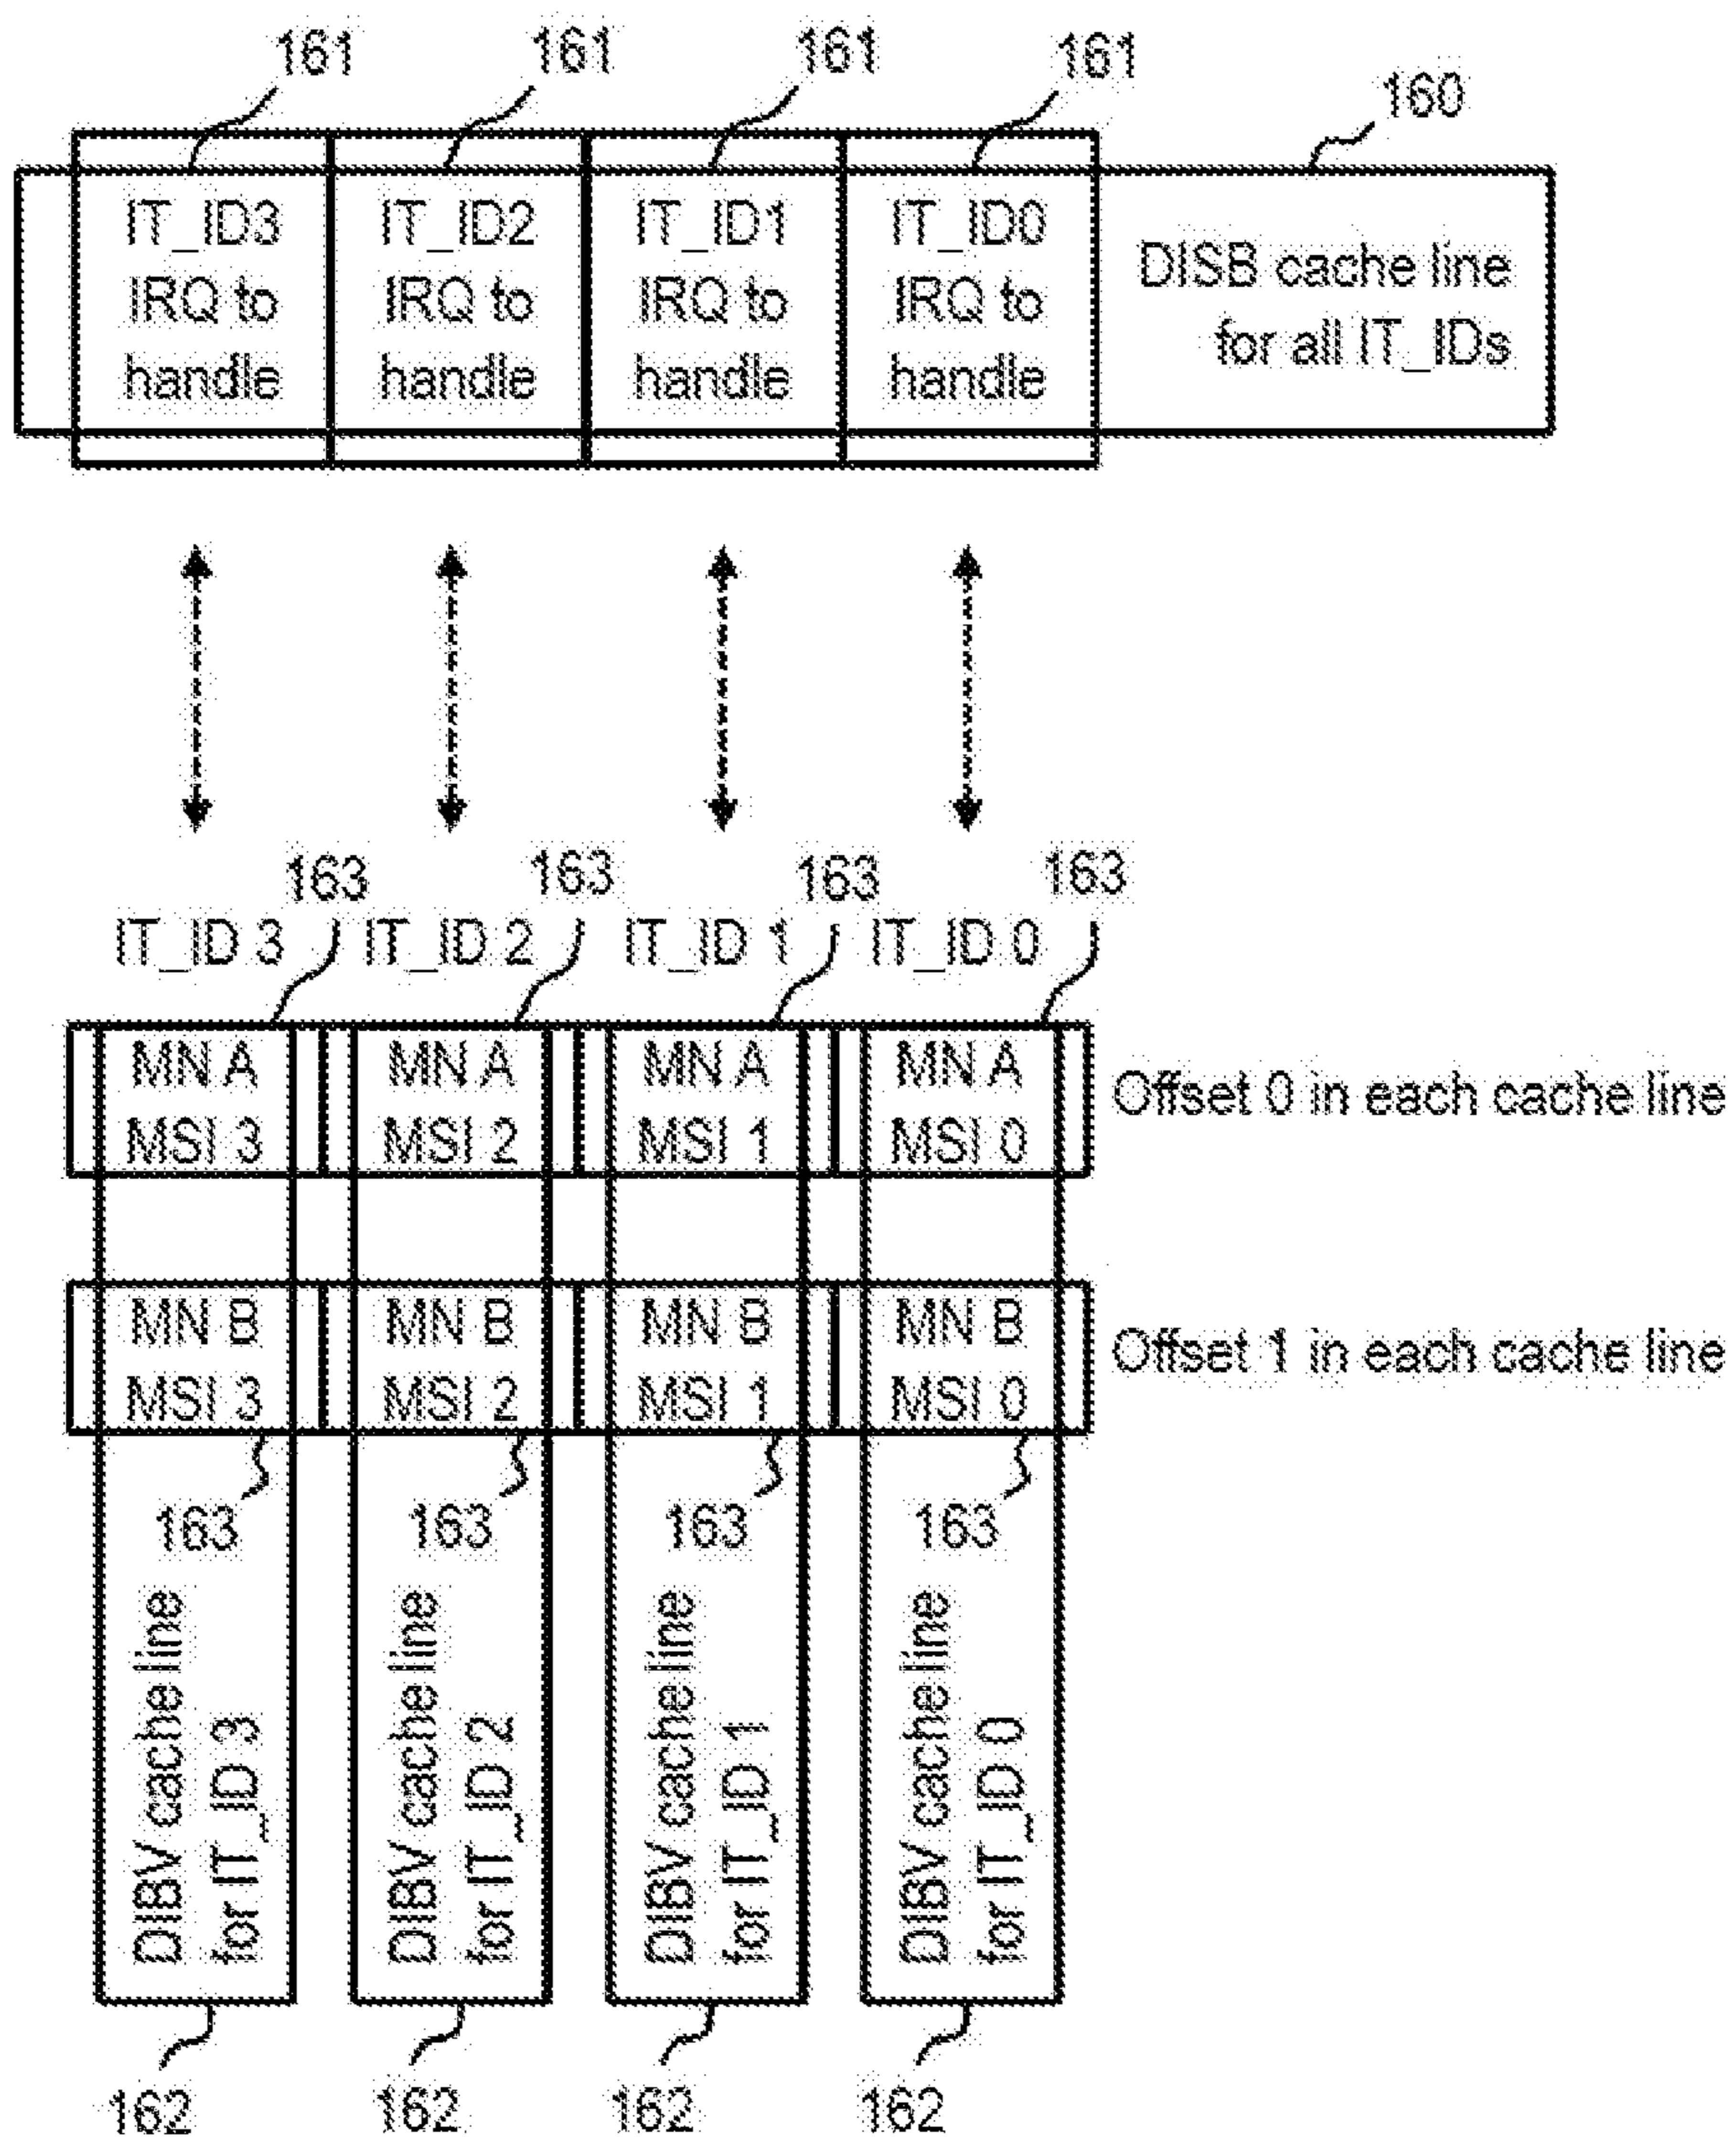 161 161 161 161
160
IT_ID3 IT_ID2 IT_ID1 IT_ID0
IRQ to IRQ to IRQ to IRQ to
handle handle handle handle
DISB cache line
for all IT_IDs
163 163 163 163
IT_ID 3 IT_ID 2 IT_ID 1 IT_ID 0
MN A MN A MN A MN A
MSI 3 MSI 2 MSI 1 MSI 0
Offset 0 in each cache line
MN B MN B MN B MN B
MSI 3 MSI 2 MSI 1 MSI 0
Offset 1 in each cache line
163 163 163 163
DIBV cache line
for IT_ID 3
DIBV cache line
for IT_ID 2
DIBV cache line
for IT_ID 1
DIBV cache line
for IT_ID 0
162 162 162 162